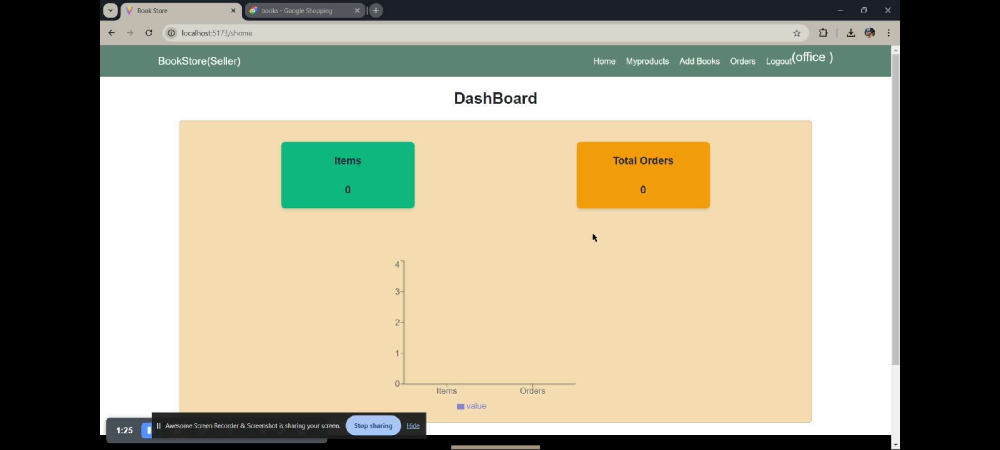 Book Store
books - Google Shopping
localhost:5173/shome
BookStore(Seller)
Home Myproducts Add Books Orders Logout(office )
DashBoard
Items
0
Total Orders
0
4
3
2
1
0
Items Orders
value
1:25
Awesome Screen Recorder & Screenshot is sharing your screen. Stop sharing Hide